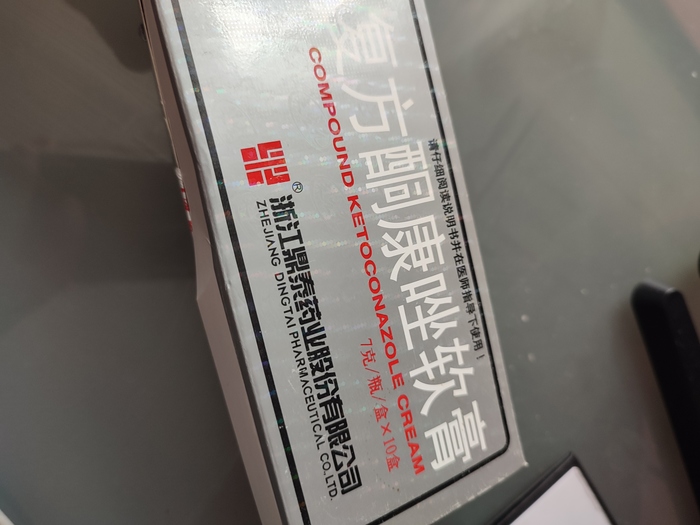 请仔细阅读说明书并在医师指导下使用！
复方酮康唑软膏
COMPOUND KETOCONAZOLE CREAM
7克/瓶/盒×10盒
®
浙江鼎泰药业股份有限公司
ZHEJIANG DINGTAI PHARMACEUTICAL CO.LTD.